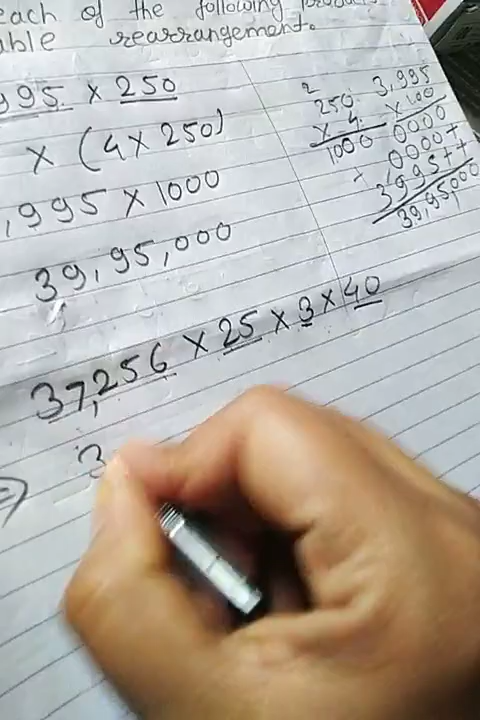 each of the following
able rearrangement.
995 × 250
× (4 × 250)
,995 × 1000
39,95,000
2
250
× 4
1000
3,995
× 100
0000
0000+
+ 3995++
39,95,000
37,256 × 25 × 3 × 40
⇒ 3